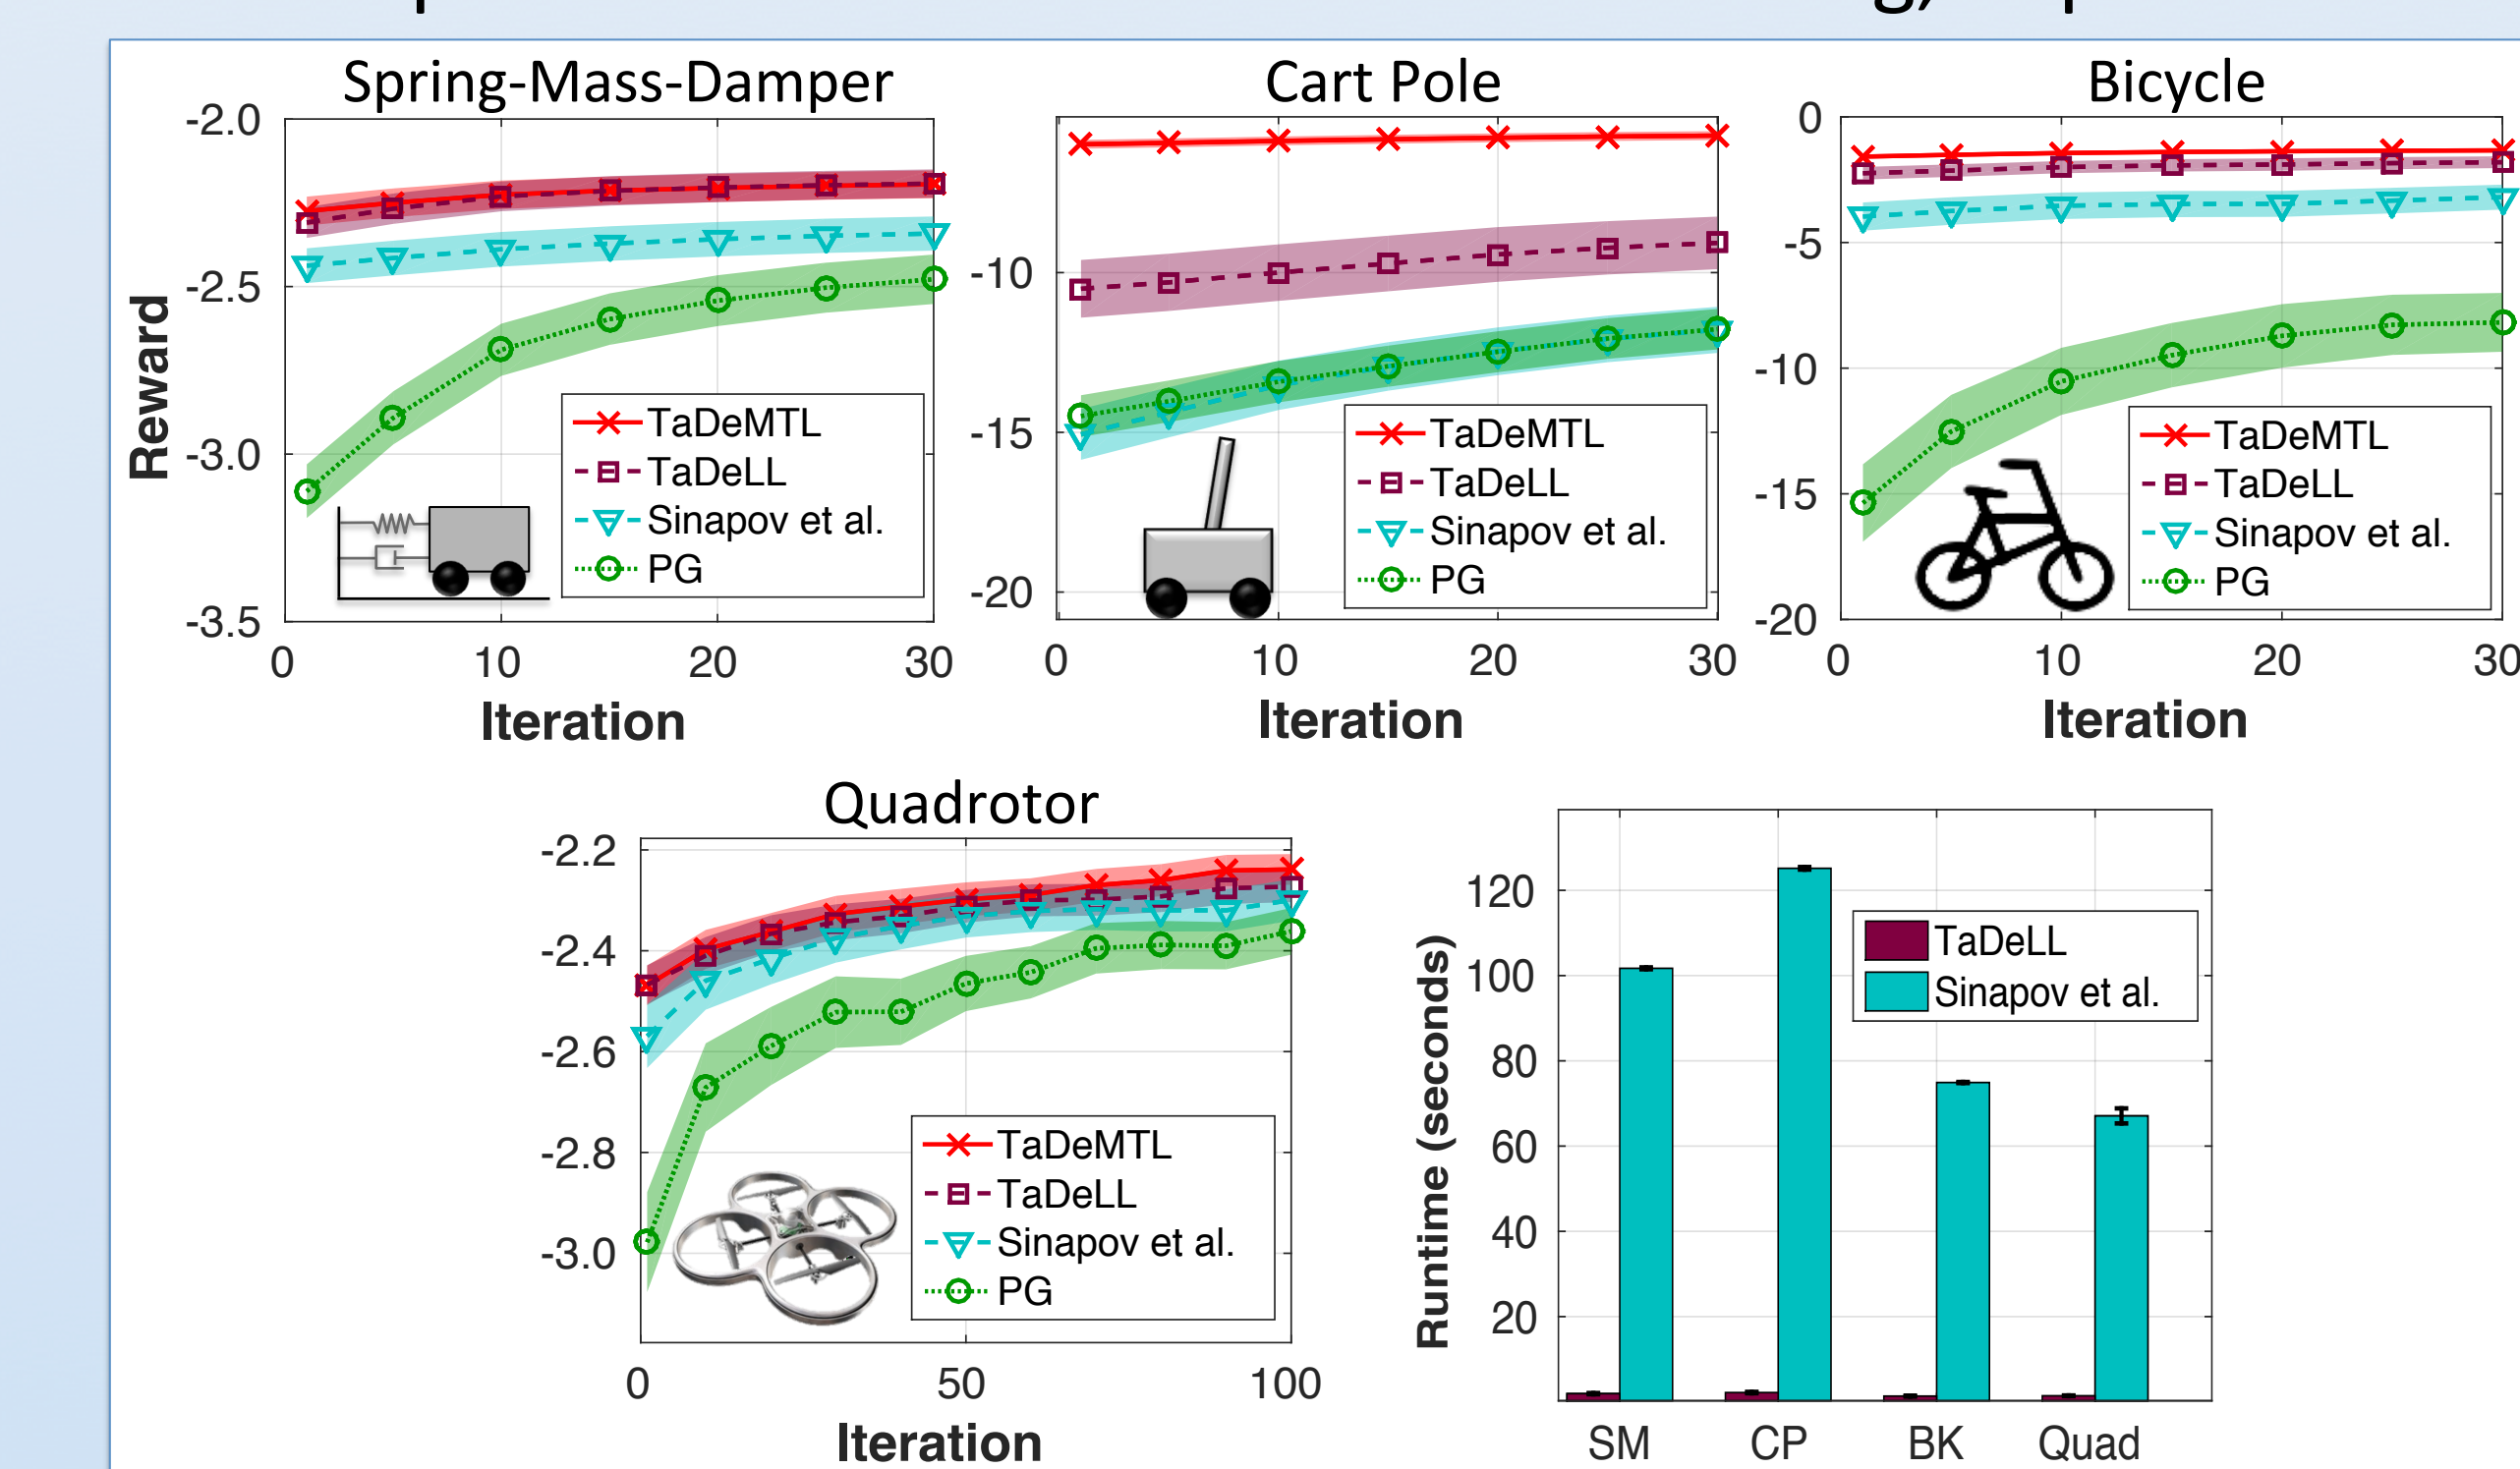 Spring-Mass-Damper
-2.0
-2.5
-3.0
-3.5
Reward
0 10 20 30
Iteration
TaDeMTL
TaDeLL
Sinapov et al.
PG
Cart Pole
-10
-15
-20
0 10 20 30
Iteration
TaDeMTL
TaDeLL
Sinapov et al.
PG
Bicycle
0
-5
-10
-15
-20
0 10 20 30
Iteration
TaDeMTL
TaDeLL
Sinapov et al.
PG
Quadrotor
-2.2
-2.4
-2.6
-2.8
-3.0
0 50 100
Iteration
TaDeMTL
TaDeLL
Sinapov et al.
PG
Runtime (seconds)
120
100
80
60
40
20
SM CP BK Quad
TaDeLL
Sinapov et al.